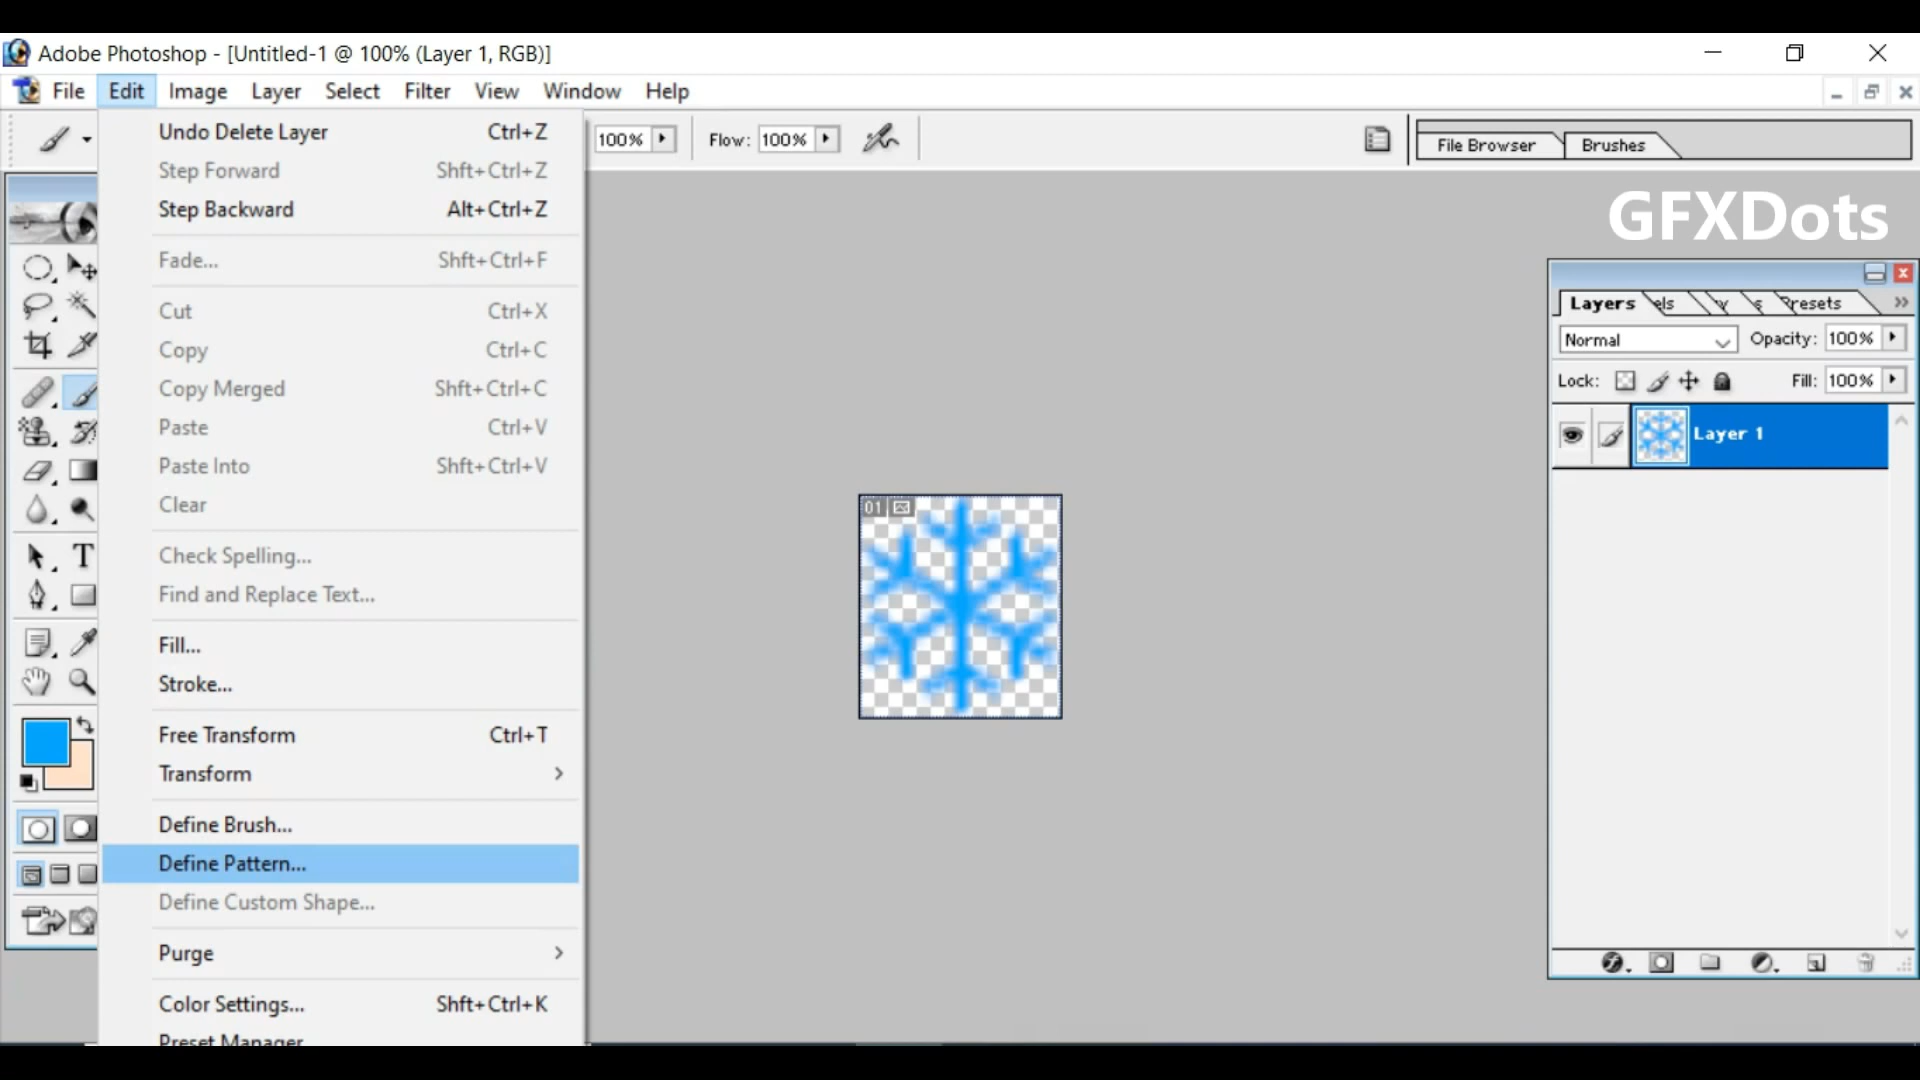 Adobe Photoshop - [Untitled-1 @ 100% (Layer 1, RGB)]
File Edit Image Layer Select Filter View Window Help
100% Flow: 100%
File Browser Brushes
GFXDots
Undo Delete Layer Ctrl+Z
Step Forward Shft+Ctrl+Z
Step Backward Alt+Ctrl+Z
Fade... Shft+Ctrl+F
Cut Ctrl+X
Copy Ctrl+C
Copy Merged Shft+Ctrl+C
Paste Ctrl+V
Paste Into Shft+Ctrl+V
Clear
Check Spelling...
Find and Replace Text...
Fill...
Stroke...
Free Transform Ctrl+T
Transform
Define Brush...
Define Pattern...
Define Custom Shape...
Purge
Color Settings... Shft+Ctrl+K
Preset Manager
T
01
Layers els y s Presets
Normal Opacity: 100%
Lock: Fill: 100%
Layer 1